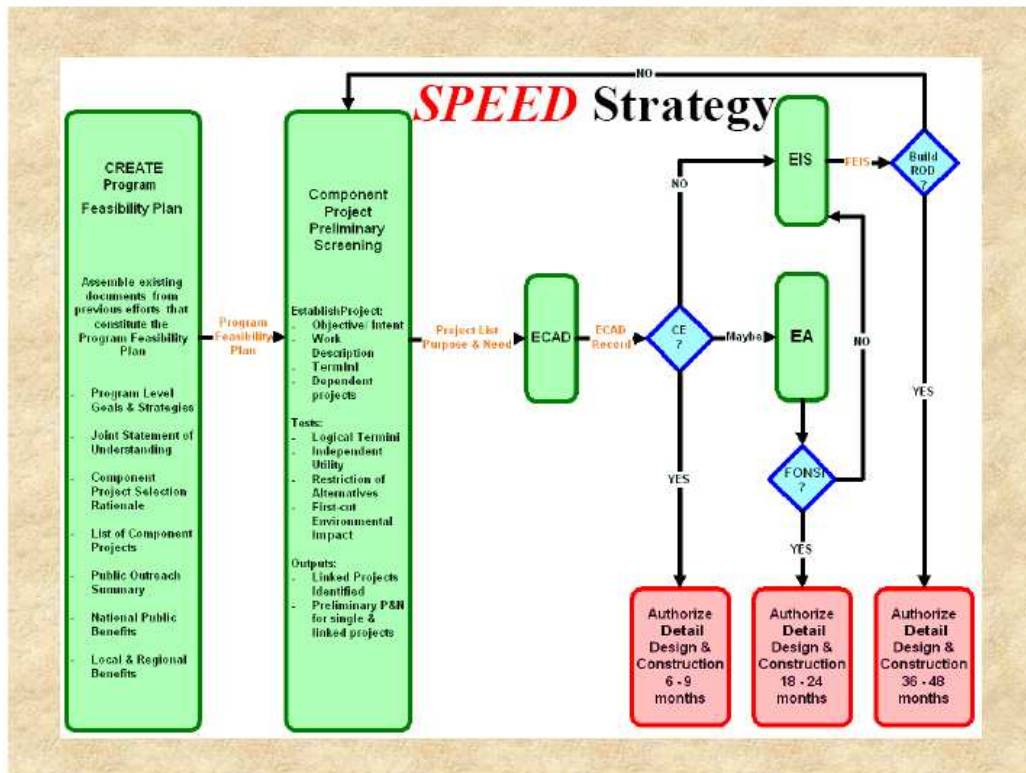 SPEED Strategy
CREATE
Program
Feasibility Plan
Assemble existing
documents from
previous efforts that
constitute the
Program Feasibility
Plan
- Program Level
Goals & Strategies
- Joint Statement of
Understanding
- Component
Project Selection
Rationale
- List of Component
Projects
- Public Outreach
Summary
- National Public
Benefits
- Local & Regional
Benefits
Program
Feasibility
Plan
Component
Project
Preliminary
Screening
EstablishProject:
- Objective/ Intent
- Work
Description
- Termini
- Dependent
projects
Tests:
- Logical Termini
- Independent
Utility
- Restriction of
Alternatives
- First-cut
Environmental
Impact
Outputs:
- Linked Projects
Identified
- Preliminary P&N
for single &
linked projects
Project List
Purpose & Need
ECAD
ECAD
Record
CE
?
NO
Maybe
YES
EIS
FEIS
Build
ROD
?
NO
YES
EA
FONSI
?
NO
YES
Authorize
Detail
Design &
Construction
6 - 9
months
Authorize
Detail
Design &
Construction
18 - 24
months
Authorize
Detail
Design &
Construction
36 - 48
months